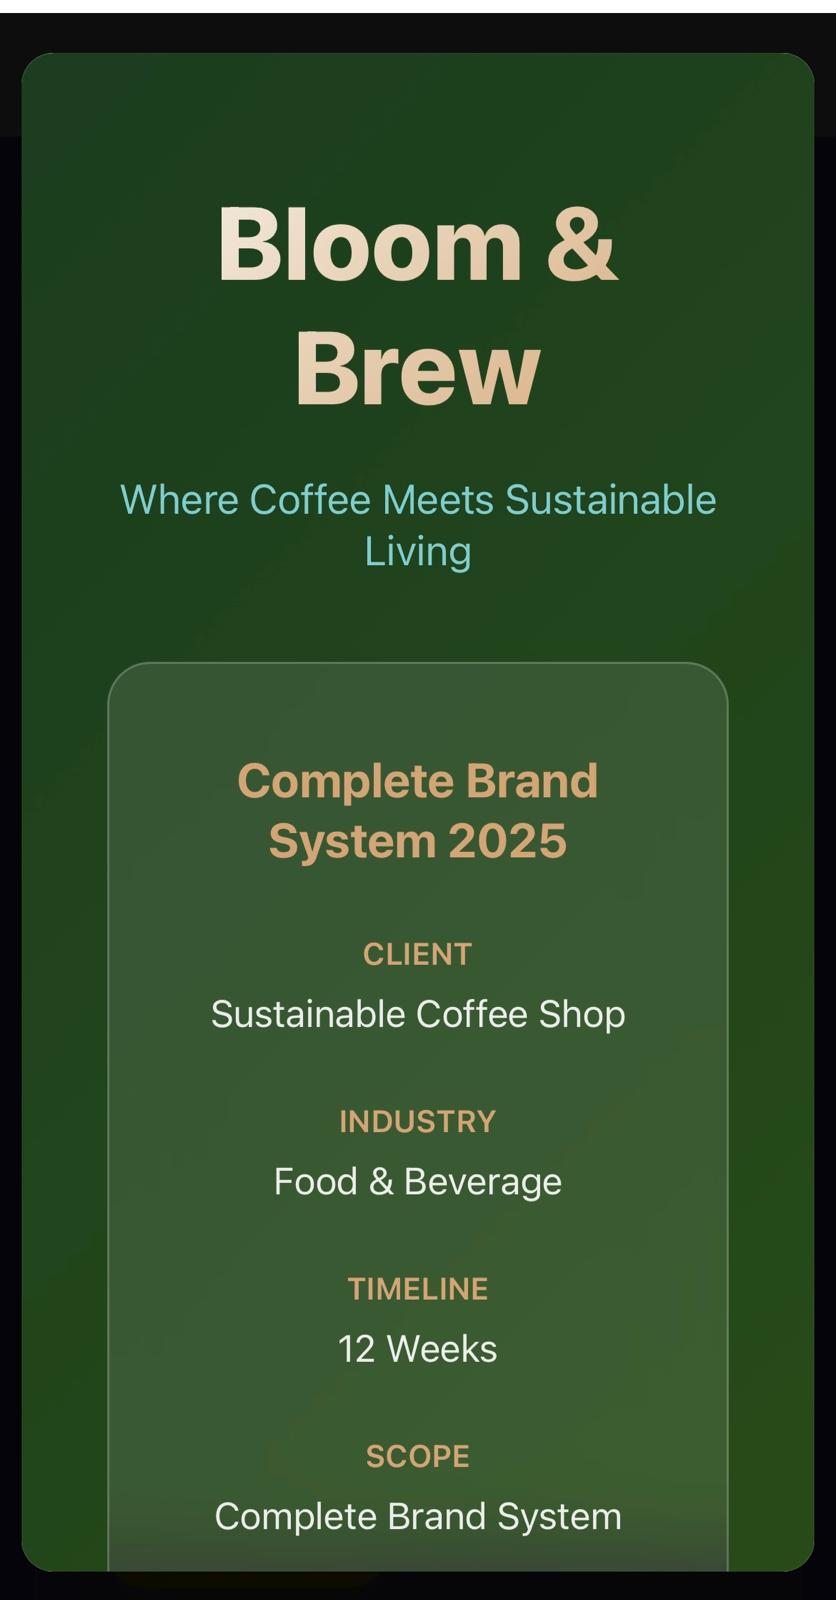 Bloom &
Brew
Where Coffee Meets Sustainable
Living
Complete Brand
System 2025
CLIENT
Sustainable Coffee Shop
INDUSTRY
Food & Beverage
TIMELINE
12 Weeks
SCOPE
Complete Brand System